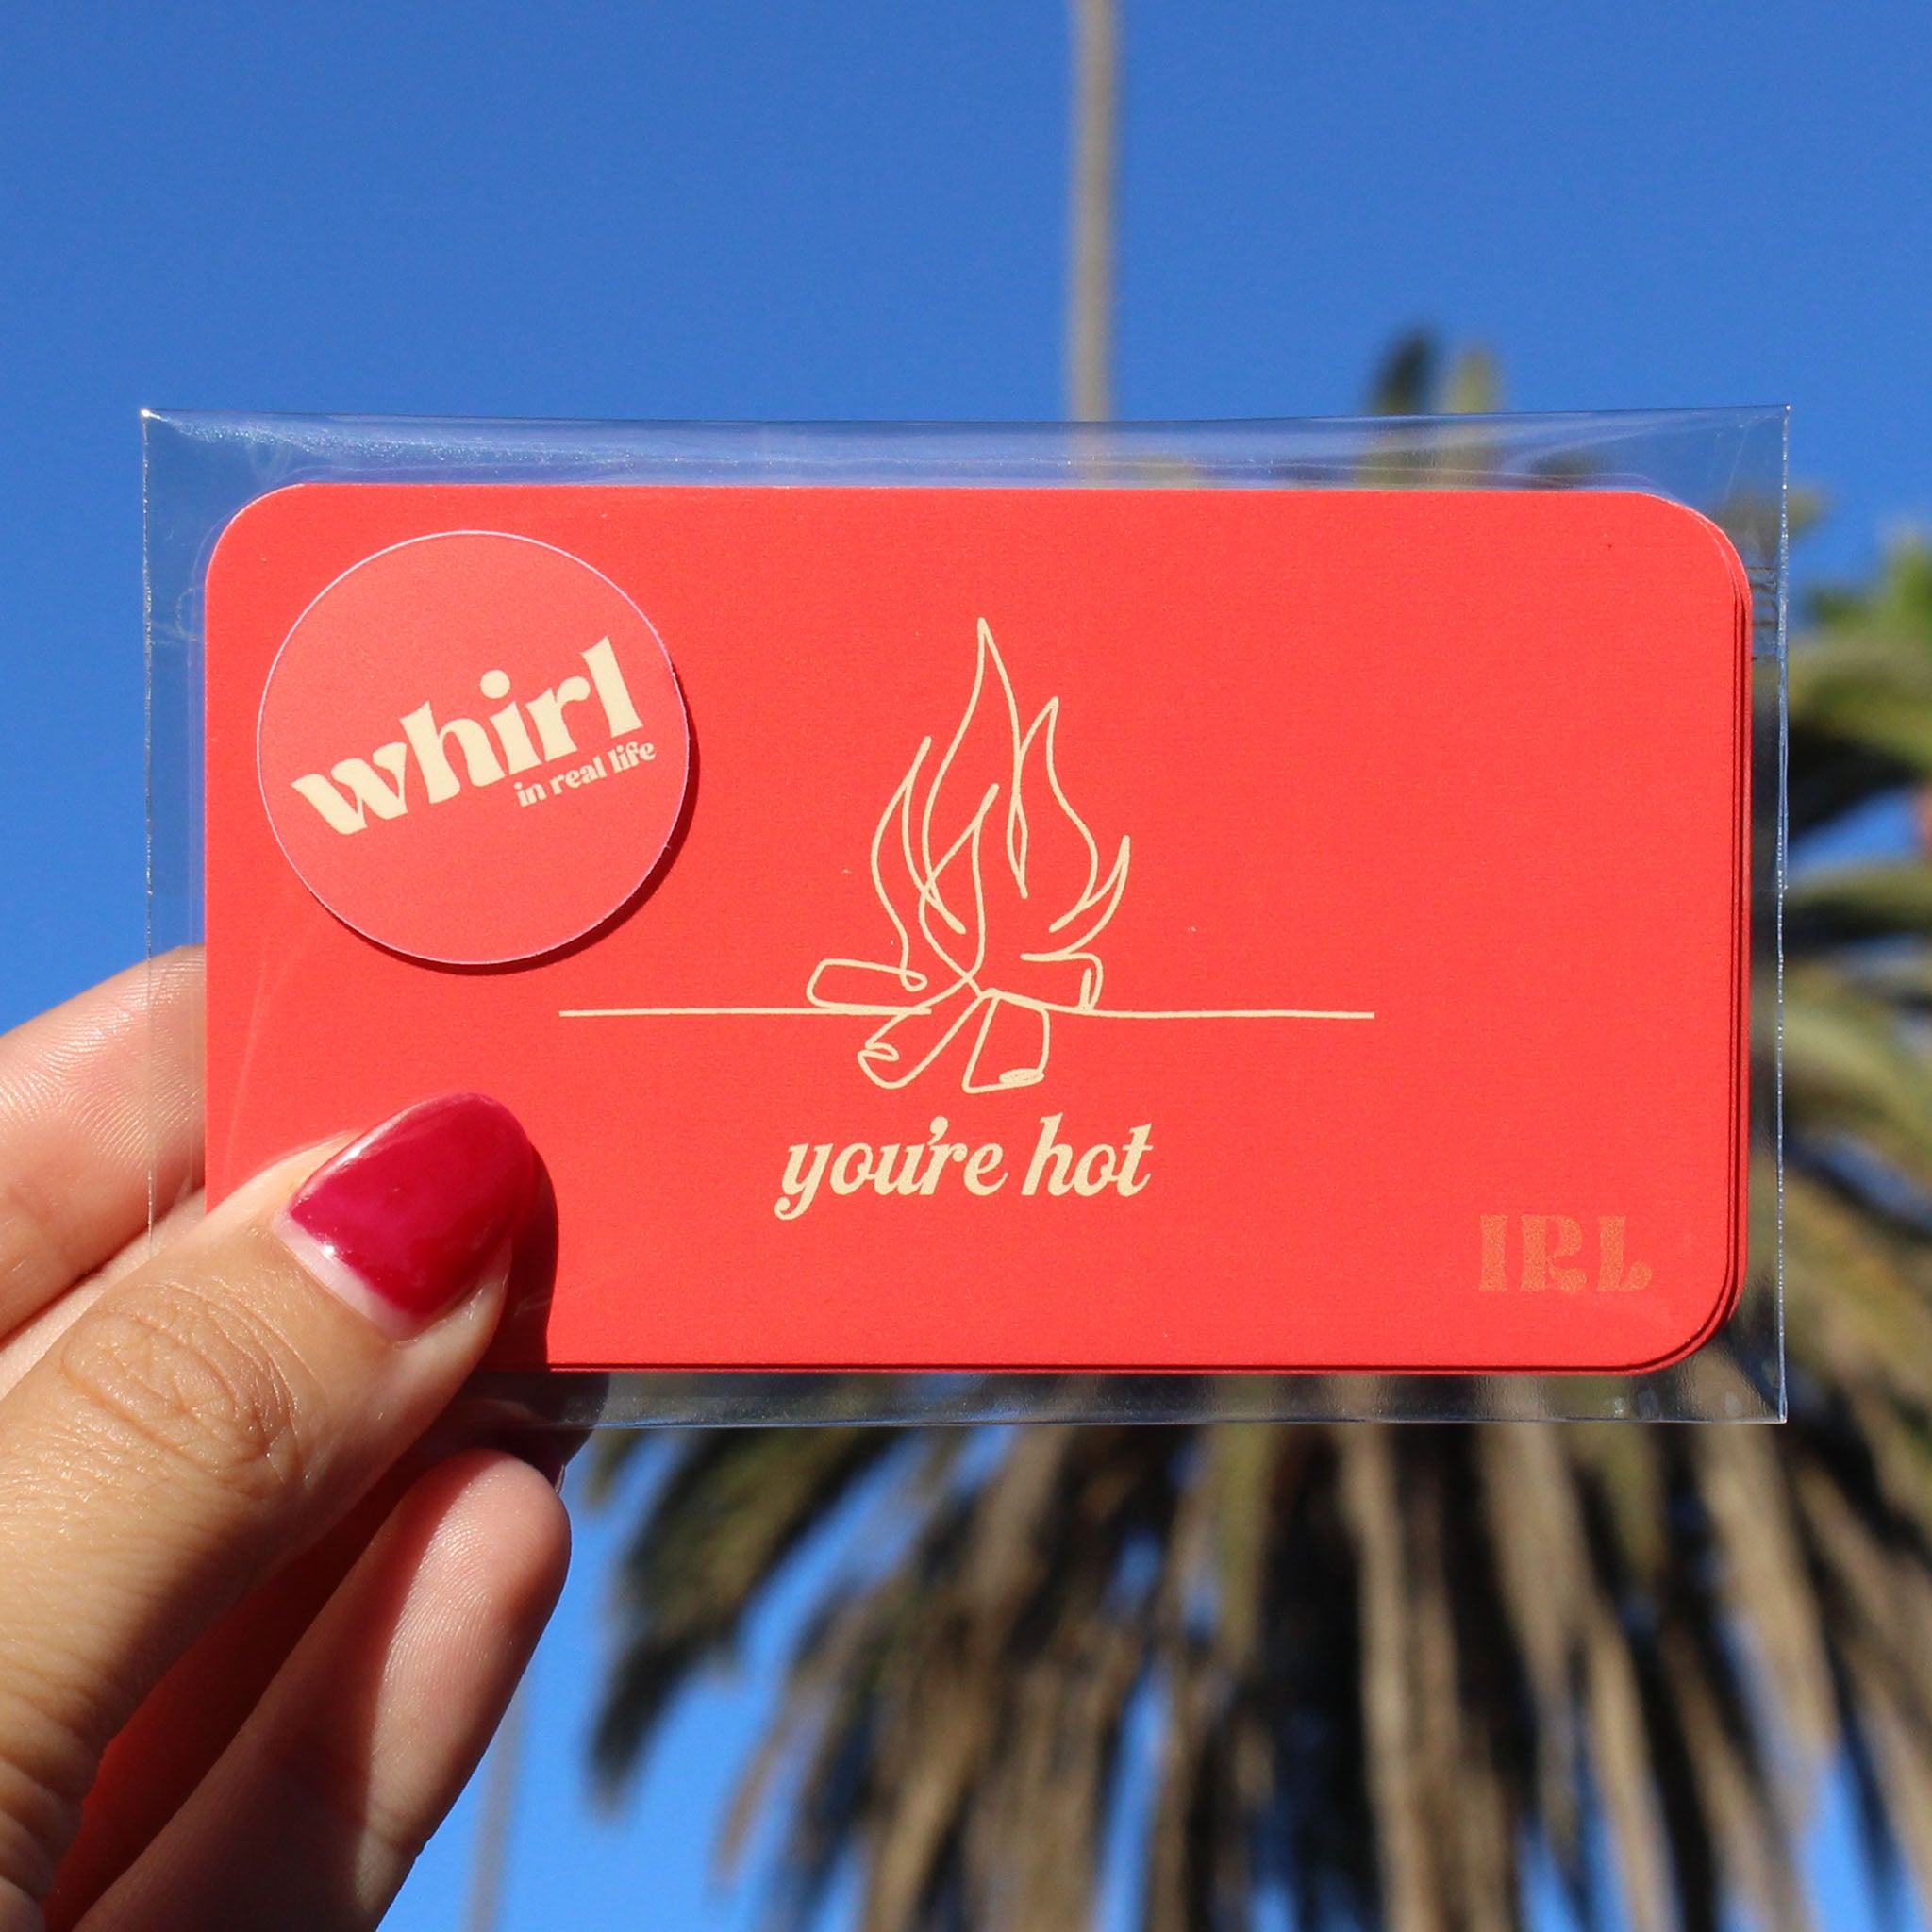 whirl
in real life
you're hot
IRL